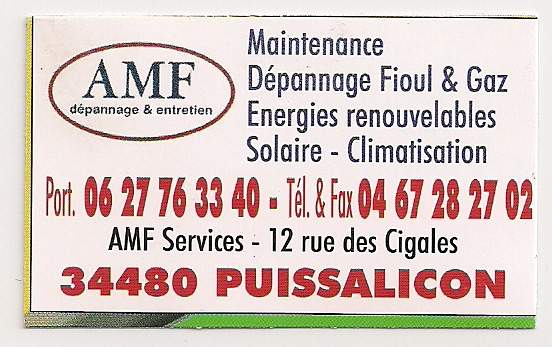 AMF
dépannage & entretien
Maintenance
Dépannage Fioul & Gaz
Energies renouvelables
Solaire - Climatisation
Port. 06 27 76 33 40 - Tél. & Fax 04 67 28 27 02
AMF Services - 12 rue des Cigales
34480 PUISSALICON